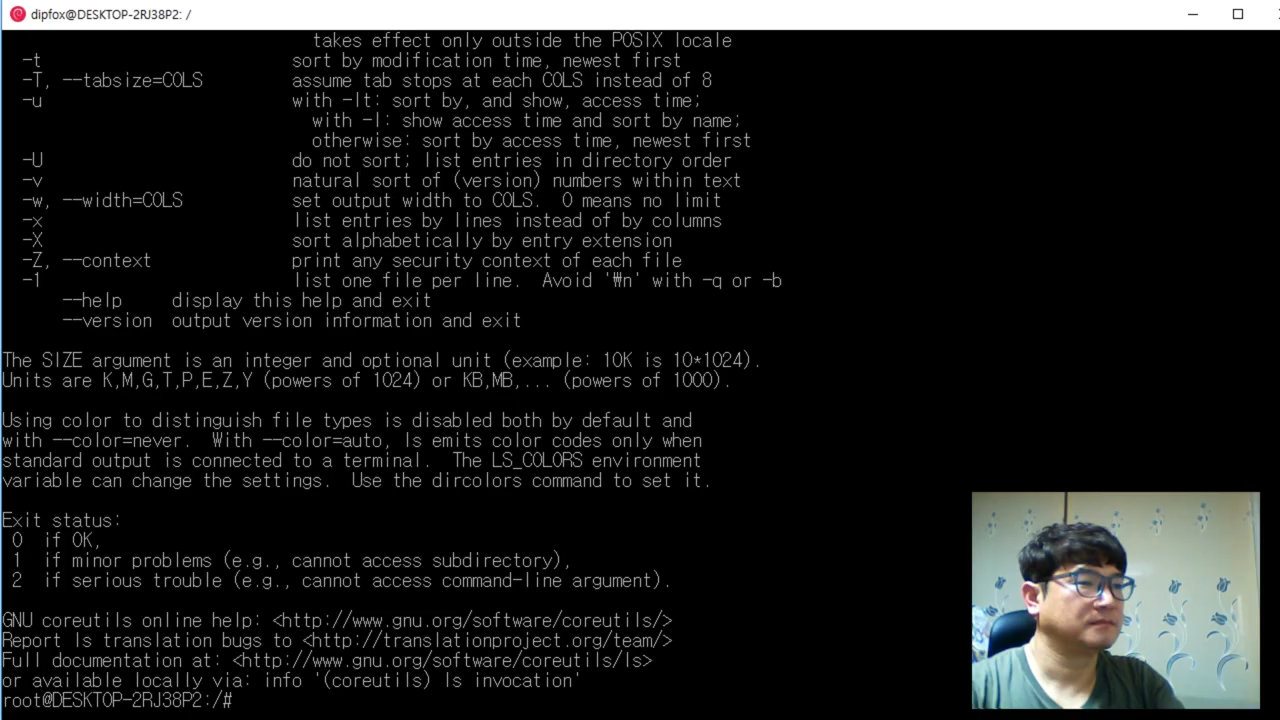 dipfox@DESKTOP-2RJ38P2: /
takes effect only outside the POSIX locale
-t sort by modification time, newest first
-T, --tabsize=COLS assume tab stops at each COLS instead of 8
-u with -lt: sort by, and show, access time;
with -l: show access time and sort by name;
otherwise: sort by access time, newest first
-U do not sort; list entries in directory order
-v natural sort of (version) numbers within text
-w, --width=COLS set output width to COLS.  0 means no limit
-x list entries by lines instead of by columns
-X sort alphabetically by entry extension
-Z, --context print any security context of each file
-1 list one file per line.  Avoid '₩n' with -q or -b
--help display this help and exit
--version output version information and exit
The SIZE argument is an integer and optional unit (example: 10K is 10*1024).
Units are K,M,G,T,P,E,Z,Y (powers of 1024) or KB,MB,... (powers of 1000).
Using color to distinguish file types is disabled both by default and
with --color=never.  With --color=auto, ls emits color codes only when
standard output is connected to a terminal.  The LS_COLORS environment
variable can change the settings.  Use the dircolors command to set it.
Exit status:
0 if OK,
1 if minor problems (e.g., cannot access subdirectory),
2 if serious trouble (e.g., cannot access command-line argument).
GNU coreutils online help: <http://www.gnu.org/software/coreutils/>
Report ls translation bugs to <http://translationproject.org/team/>
Full documentation at: <http://www.gnu.org/software/coreutils/ls>
or available locally via: info '(coreutils) ls invocation'
root@DESKTOP-2RJ38P2:/#